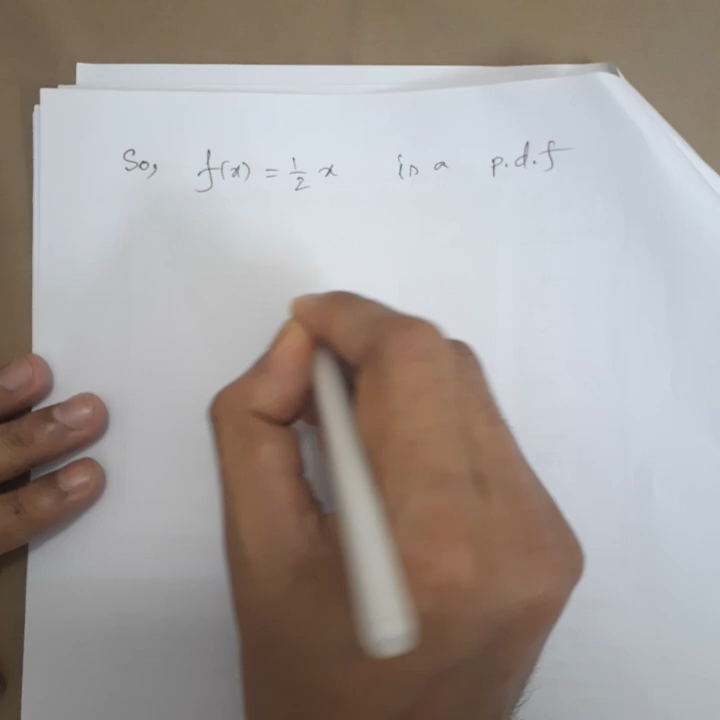 So, f(x) = 1/2 x is a p.d.f